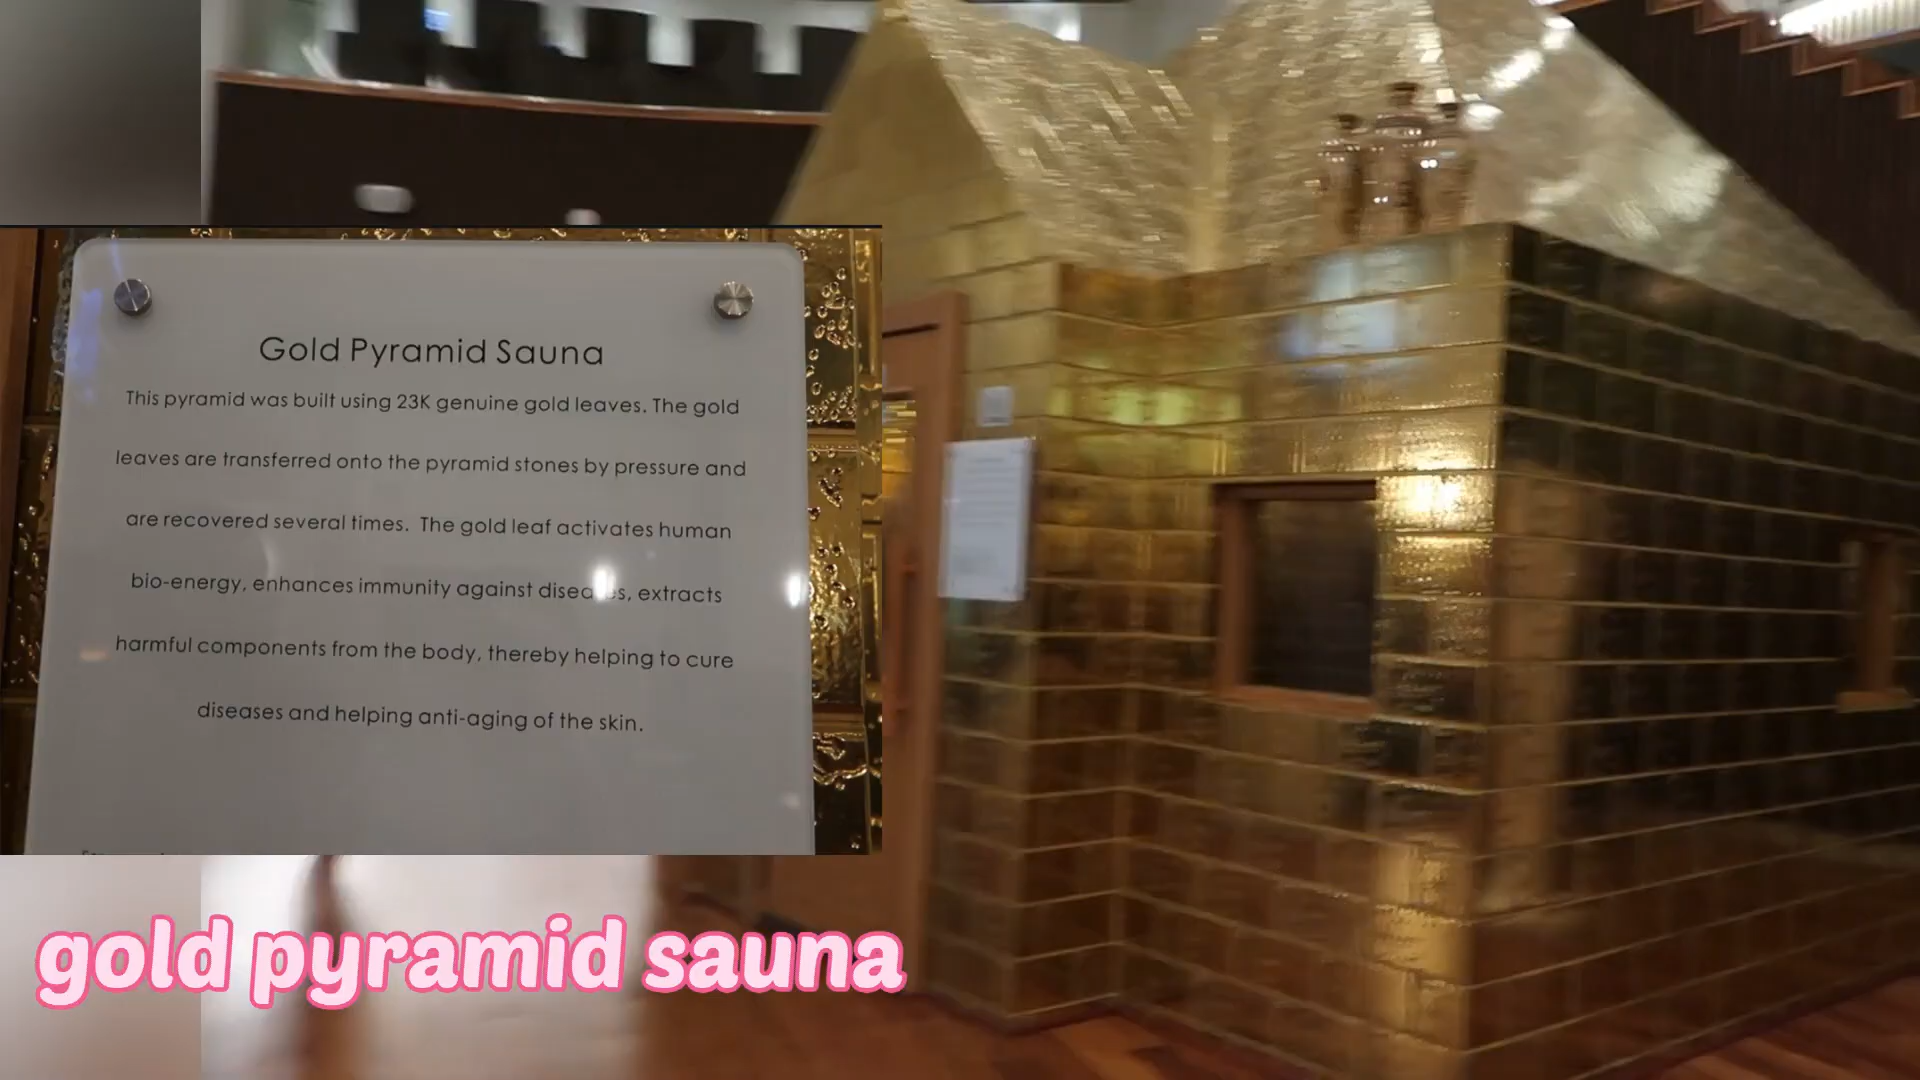 Gold Pyramid Sauna
This pyramid was built using 23K genuine gold leaves. The gold
leaves are transferred onto the pyramid stones by pressure and
are recovered several times. The gold leaf activates human
bio-energy, enhances immunity against diseases, extracts
harmful components from the body, thereby helping to cure
diseases and helping anti-aging of the skin.
gold pyramid sauna